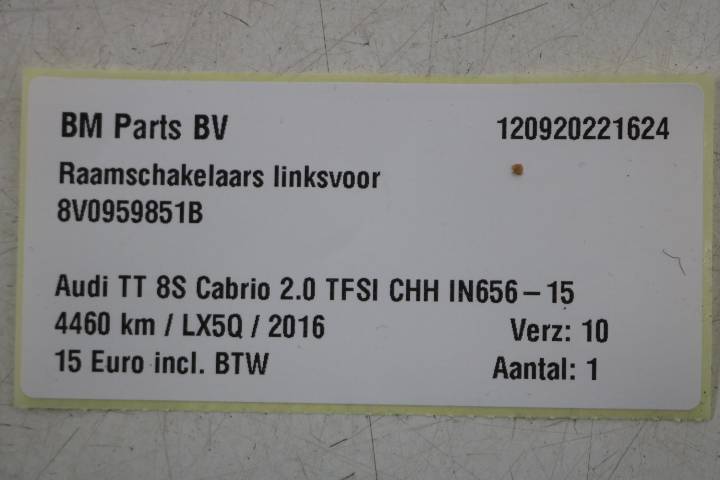 BM Parts BV 120920221624
Raamschakelaars linksvoor
8V0959851B
Audi TT 8S Cabrio 2.0 TFSI CHH IN656-15
4460 km / LX5Q / 2016 Verz: 10
15 Euro incl. BTW Aantal: 1